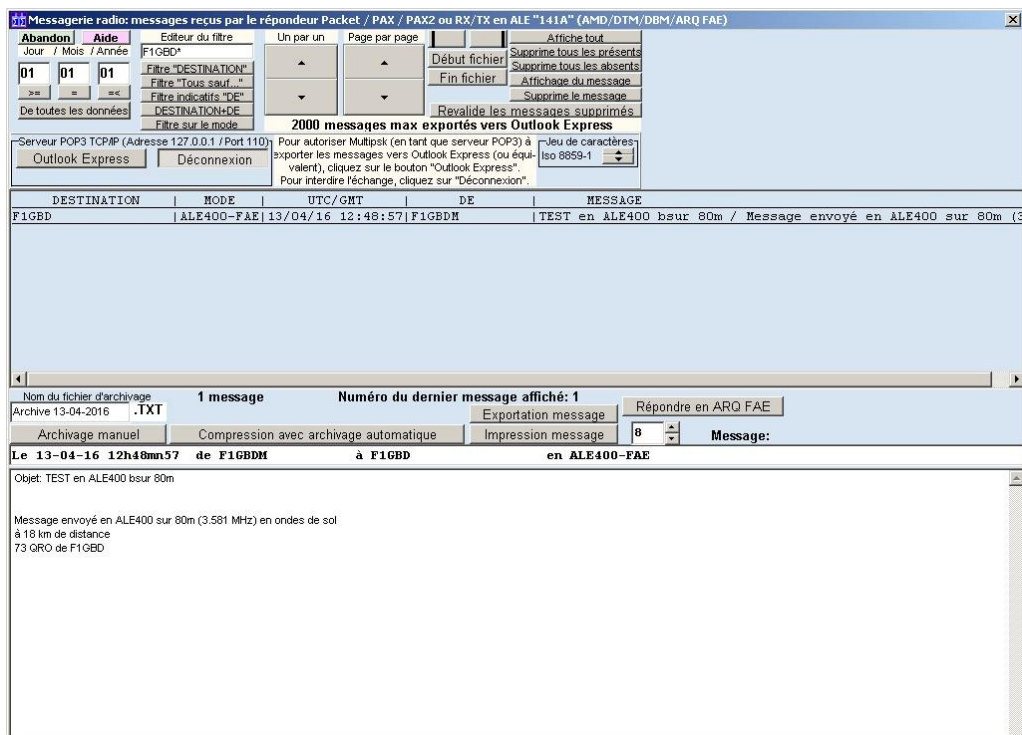 Messagerie radio: messages reçus par le répondeur Packet / PAX / PAX2 ou RX/TX en ALE "141A" (AMD/DTM/DBM/ARQ FAE)
Abandon Aide
Jour / Mois / Année
01 01 01
>= = =<
De toutes les données
Editeur du filtre
F1GBD*
Filtre "DESTINATION"
Filtre "Tous sauf..."
Filtre indicatifs "DE"
DESTINATION+DE
Filtre sur le mode
Un par un
Page par page
Début fichier
Fin fichier
Affiche tout
Supprime tous les présents
Supprime tous les absents
Affichage du message
Supprime le message
Revalide les messages supprimés
2000 messages max exportés vers Outlook Express
Serveur POP3 TCP/IP (Adresse 127.0.0.1 / Port 110)
Outlook Express Déconnexion
Pour autoriser Multipsk (en tant que serveur POP3) à
exporter les messages vers Outlook Express (ou équi-
valent), cliquez sur le bouton "Outlook Express".
Pour interdire l'échange, cliquez sur "Déconnexion".
Jeu de caractères
Iso 8859-1
DESTINATION | MODE | UTC/GMT | DE | MESSAGE
F1GBD |ALE400-FAE|13/04/16 12:48:57|F1GBDM |TEST en ALE400 bsur 80m / Message envoyé en ALE400 sur 80m (3
Nom du fichier d'archivage
Archive 13-04-2016 .TXT
1 message
Numéro du dernier message affiché: 1
Exportation message
Répondre en ARQ FAE
Archivage manuel
Compression avec archivage automatique
Impression message
8
Message:
Le 13-04-16 12h48mn57 de F1GBDM à F1GBD en ALE400-FAE
Objet: TEST en ALE400 bsur 80m
Message envoyé en ALE400 sur 80m (3.581 MHz) en ondes de sol
à 18 km de distance
73 QRO de F1GBD